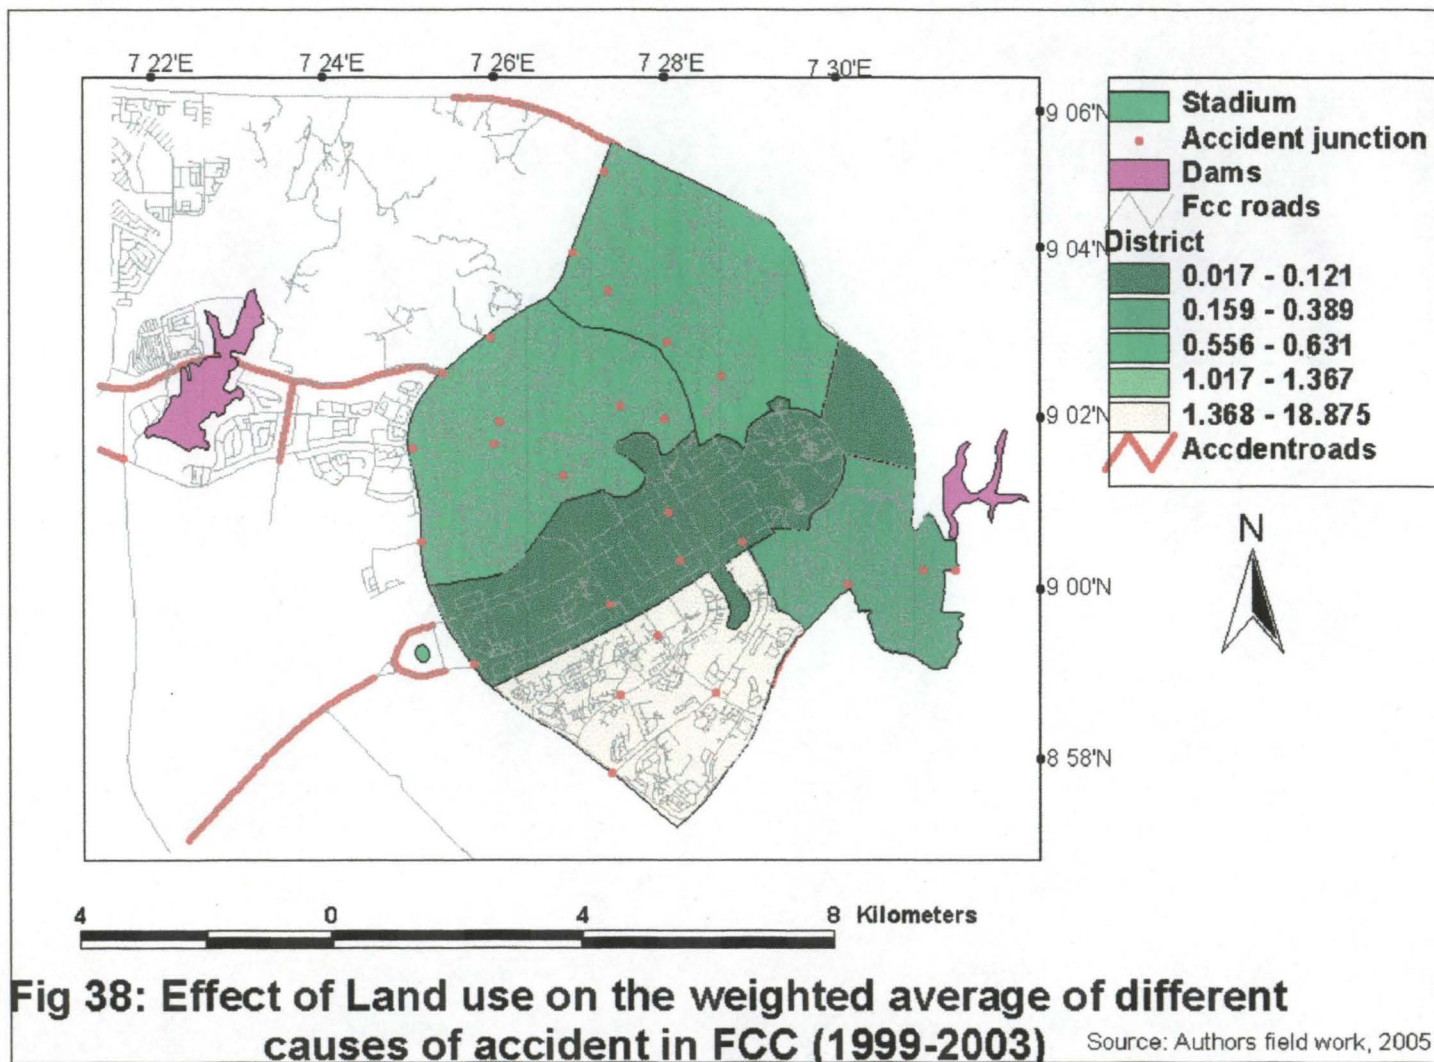 7 22'E 7 24'E 7 26'E 7 28'E 7 30'E
9 06'N
9 04'N
9 02'N
9 00'N
8 58'N
Stadium
Accident junction
Dams
Fcc roads
District
0.017 - 0.121
0.159 - 0.389
0.556 - 0.631
1.017 - 1.367
1.368 - 18.875
Accdentroads
N
4 0 4 8 Kilometers
Fig 38: Effect of Land use on the weighted average of different
causes of accident in FCC (1999-2003)
Source: Authors field work, 2005